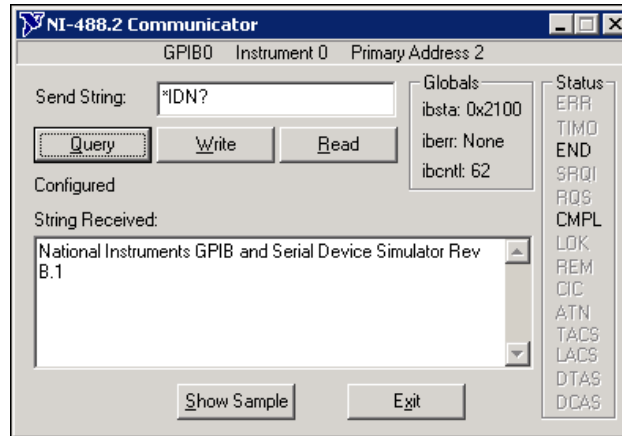 NI-488.2 Communicator
GPIB0 Instrument 0 Primary Address 2
Send String:
*IDN?
Query
Write
Read
Configured
Globals
ibsta: 0x2100
iberr: None
ibcntl: 62
String Received:
National Instruments GPIB and Serial Device Simulator Rev
B.1
Show Sample
Exit
Status
ERR
TIMO
END
SRQI
RQS
CMPL
LOK
REM
CIC
ATN
TACS
LACS
DTAS
DCAS